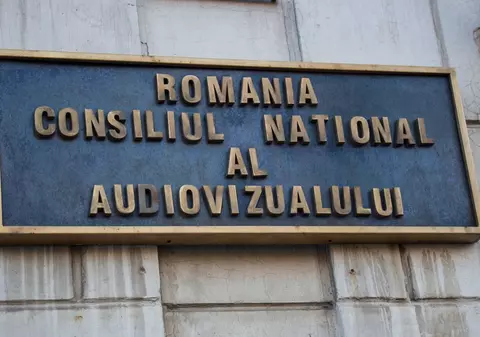 ROMANIA
CONSILIUL NATIONAL
AL
AUDIOVIZUALULUI